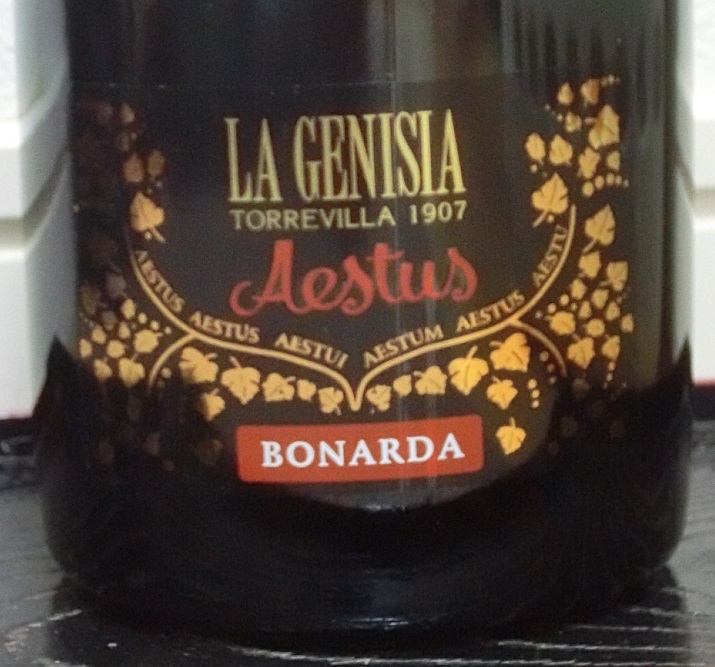 LA GENISIA
TORREVILLA 1907
Aestus
AESTUS AESTUS AESTUI AESTUM AESTUS AESTU
BONARDA